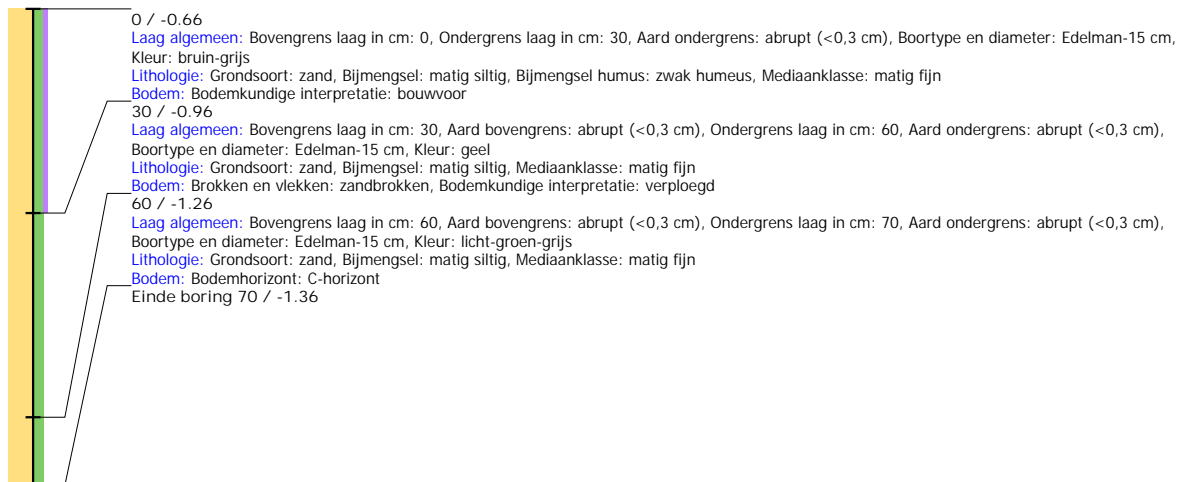 0 / -0.66
Laag algemeen: Bovengrens laag in cm: 0, Ondergrens laag in cm: 30, Aard ondergrens: abrupt (<0,3 cm), Boortype en diameter: Edelman-15 cm,
Kleur: bruin-grijs
Lithologie: Grondsoort: zand, Bijmengsel: matig siltig, Bijmengsel humus: zwak humeus, Mediaanklasse: matig fijn
Bodem: Bodemkundige interpretatie: bouwvoor
30 / -0.96
Laag algemeen: Bovengrens laag in cm: 30, Aard bovengrens: abrupt (<0,3 cm), Ondergrens laag in cm: 60, Aard ondergrens: abrupt (<0,3 cm),
Boortype en diameter: Edelman-15 cm, Kleur: geel
Lithologie: Grondsoort: zand, Bijmengsel: matig siltig, Mediaanklasse: matig fijn
Bodem: Brokken en vlekken: zandbrokken, Bodemkundige interpretatie: verploegd
60 / -1.26
Laag algemeen: Bovengrens laag in cm: 60, Aard bovengrens: abrupt (<0,3 cm), Ondergrens laag in cm: 70, Aard ondergrens: abrupt (<0,3 cm),
Boortype en diameter: Edelman-15 cm, Kleur: licht-groen-grijs
Lithologie: Grondsoort: zand, Bijmengsel: matig siltig, Mediaanklasse: matig fijn
Bodem: Bodemhorizont: C-horizont
Einde boring 70 / -1.36